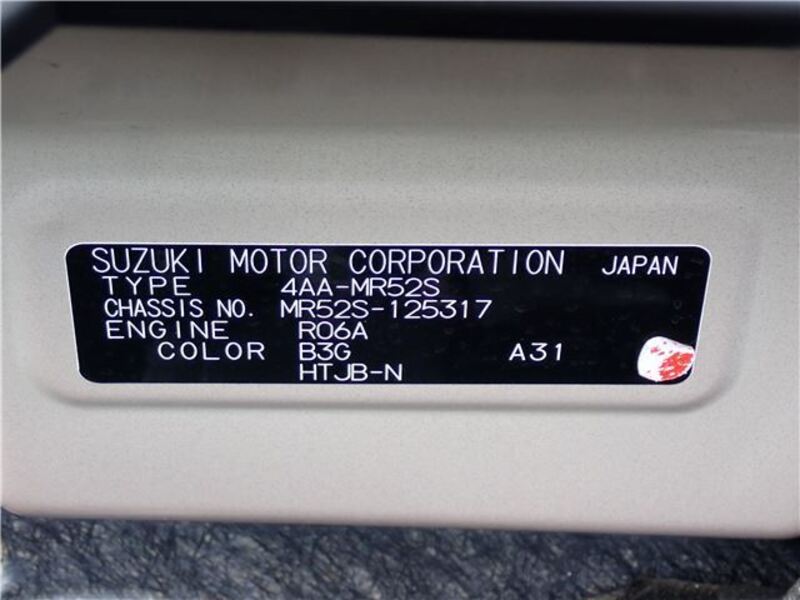 SUZUKI MOTOR CORPORATION JAPAN
TYPE 4AA-MR52S
CHASSIS NO. MR52S-125317
ENGINE R06A
COLOR B3G A31
HTJB-N